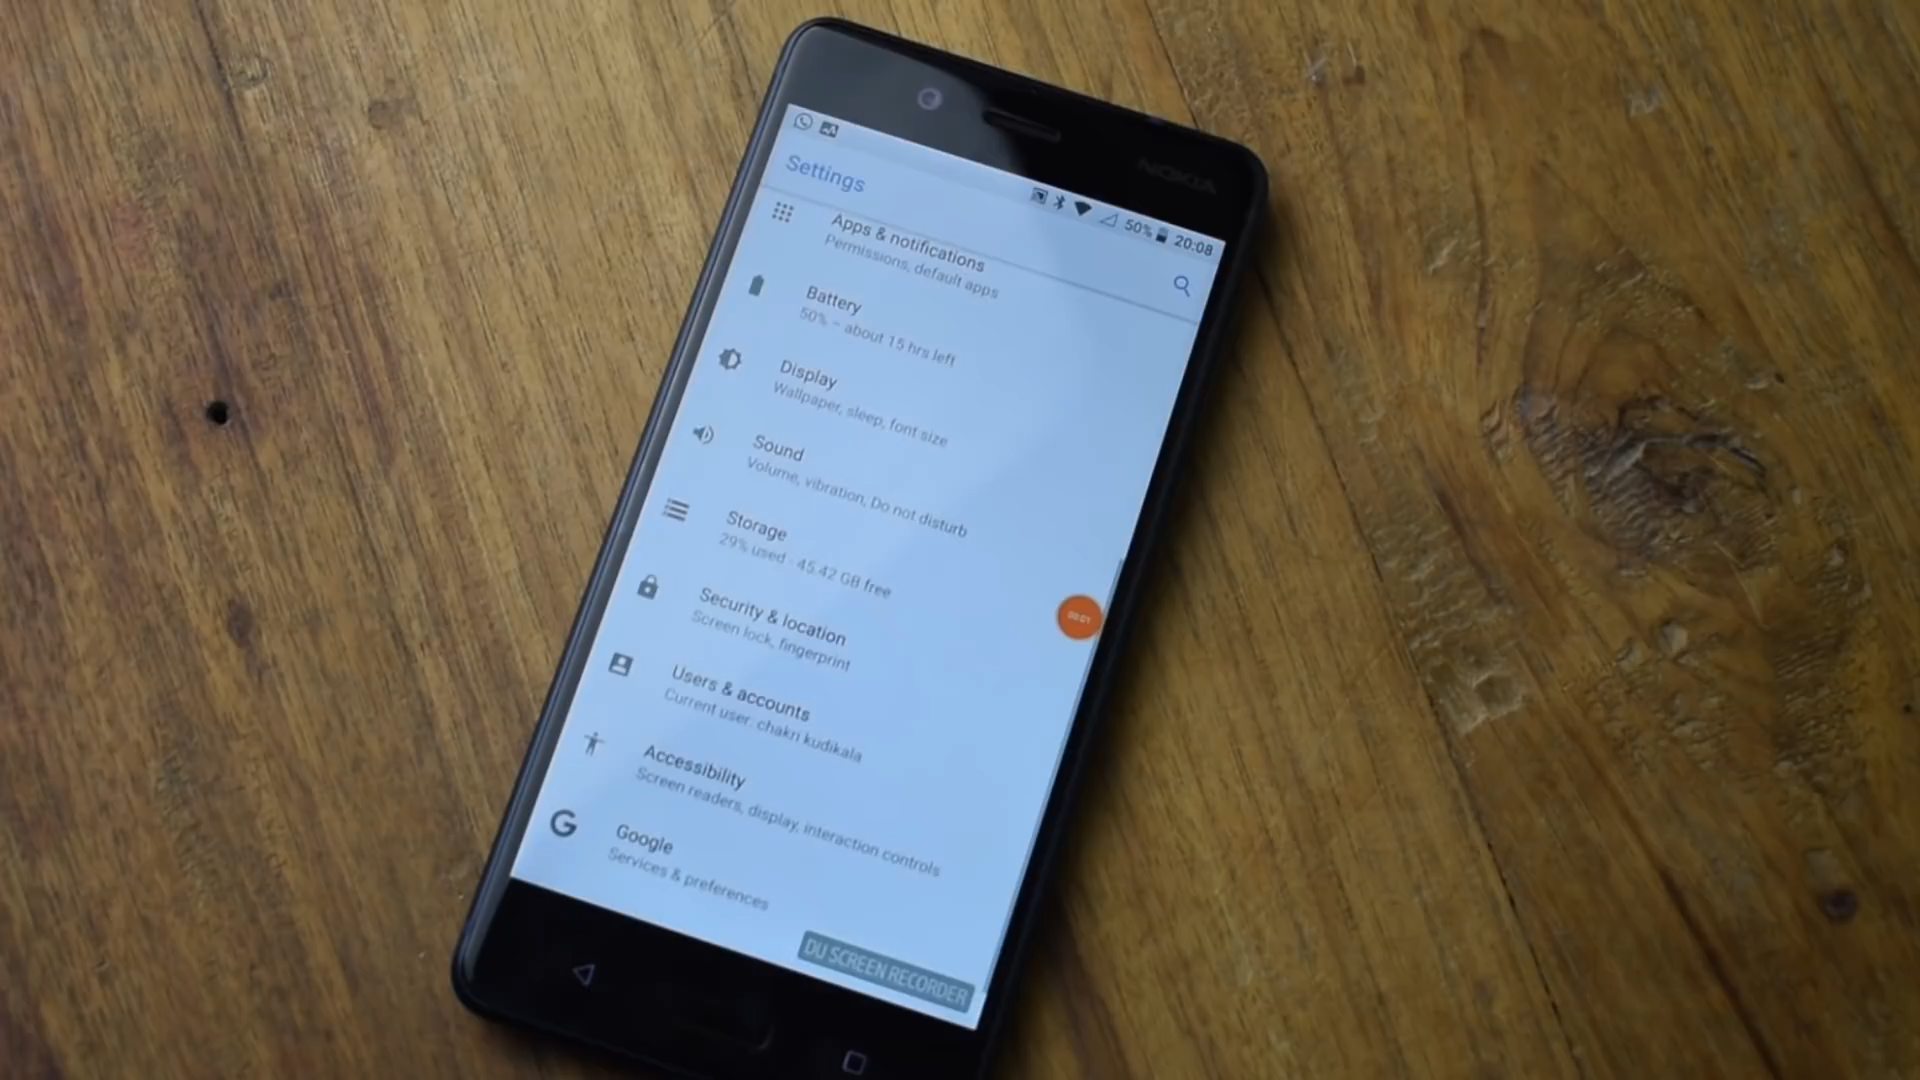 NOKIA
50% 20:08
Settings
Apps & notifications
Permissions, default apps
Battery
50% - about 15 hrs left
Display
Wallpaper, sleep, font size
Sound
Volume, vibration, Do not disturb
Storage
29% used - 45.42 GB free
Security & location
Screen lock, fingerprint
00:01
Users & accounts
Current user: chakri kudikala
Accessibility
Screen readers, display, interaction controls
Google
Services & preferences
DU SCREEN RECORDER